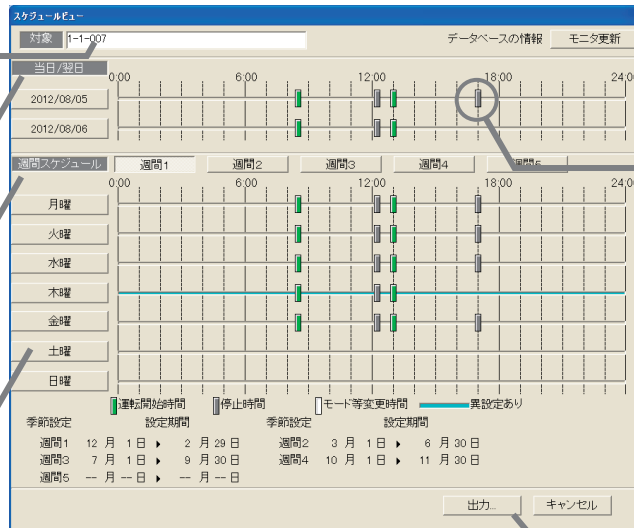 スケジュールビュー
対象 1-1-007 データベースの情報 モニタ更新
当日/翌日 0:00 6:00 12:00 18:00 24:0
2012/08/05
2012/08/06
週間スケジュール 週間1 週間2 週間3 週間4 週間5
0:00 6:00 12:00 18:00 24:0
月曜
火曜
水曜
木曜
金曜
土曜
日曜
運転開始時間 停止時間 モード等変更時間 異設定あり
季節設定 設定期間 季節設定 設定期間
週間1 12 月 1 日 ▶ 2 月 29 日 週間2 3 月 1 日 ▶ 6 月 30 日
週間3 7 月 1 日 ▶ 9 月 30 日 週間4 10 月 1 日 ▶ 11 月 30 日
週間5 -- 月 -- 日 ▶ -- 月 -- 日
出力... キャンセル